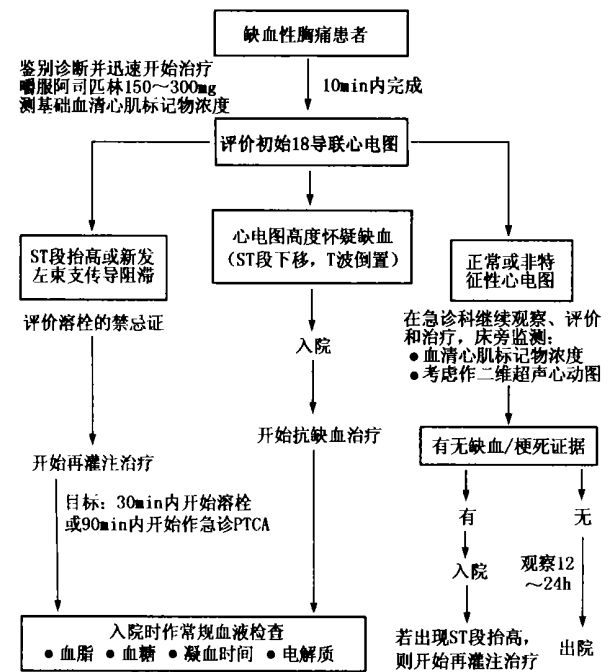 缺血性胸痛患者
鉴别诊断并迅速开始治疗
嚼服阿司匹林150～300mg
测基础血清心肌标记物浓度
10min内完成
评价初始18导联心电图
ST段抬高或新发
左束支传导阻滞
评价溶栓的禁忌证
开始再灌注治疗
目标：30min内开始溶栓
或90min内开始作急诊PTCA
心电图高度怀疑缺血
（ST段下移，T波倒置）
入院
开始抗缺血治疗
正常或非特
征性心电图
在急诊科继续观察、评价
和治疗，床旁监测：
●血清心肌标记物浓度
●考虑作二维超声心动图
有无缺血/梗死证据
有
入院
若出现ST段抬高，
则开始再灌注治疗
无
观察12
～24h
出院
入院时作常规血液检查
●血脂 ●血糖 ●凝血时间 ●电解质